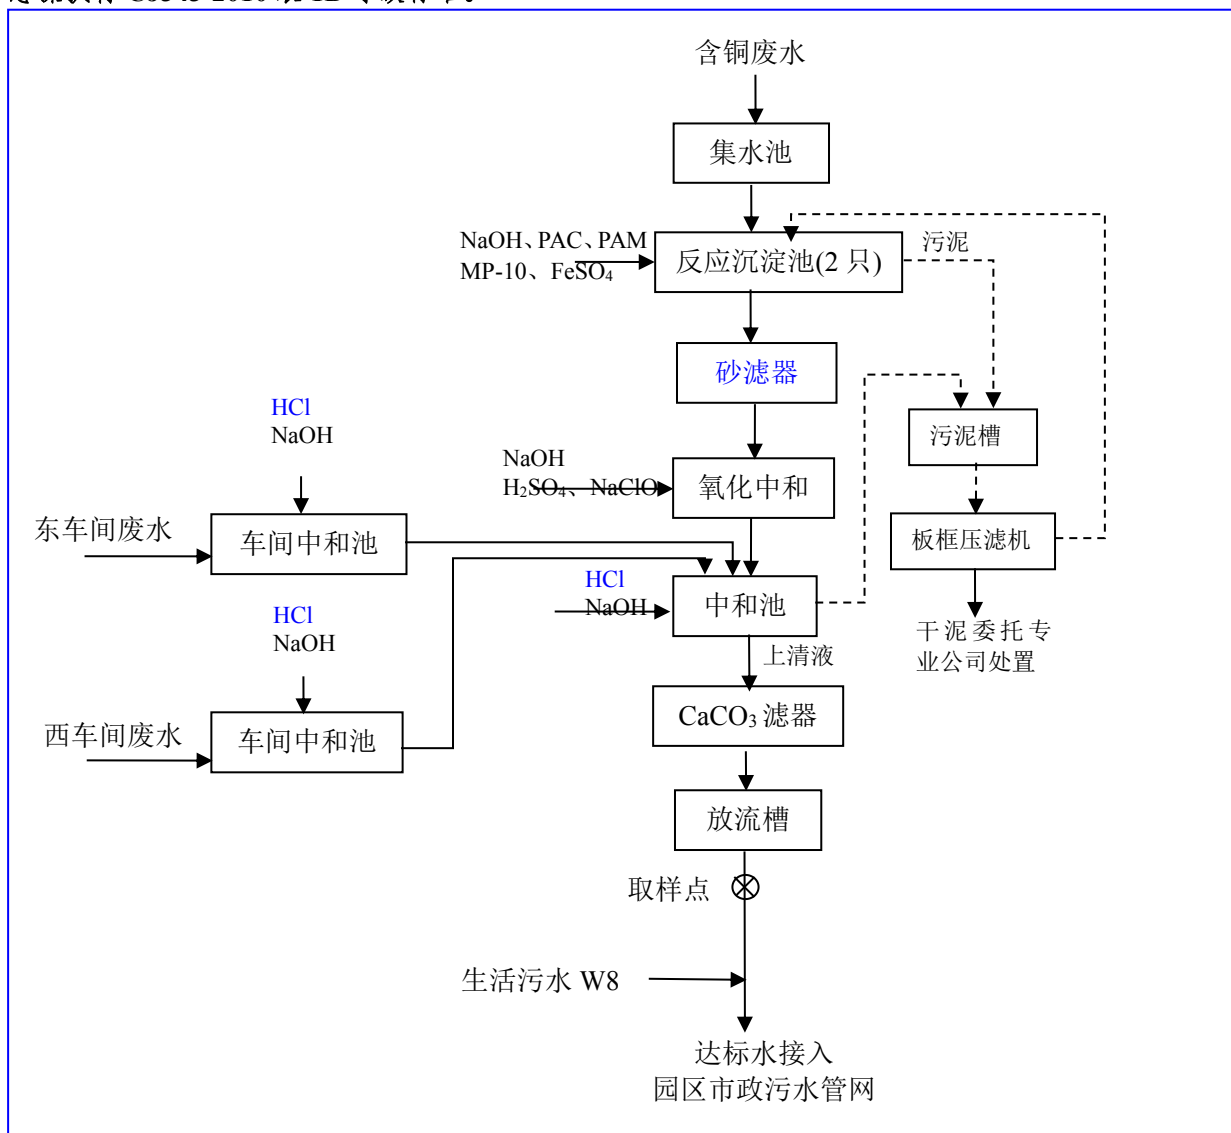 含铜废水
集水池
NaOH、PAC、PAM
MP-10、FeSO₄
反应沉淀池(2 只)
污泥
砂滤器
HCl
NaOH
污泥槽
NaOH
H₂SO₄、NaClO
氧化中和
东车间废水
车间中和池
板框压滤机
HCl
NaOH
中和池
HCl
NaOH
干泥委托专
业公司处置
上清液
西车间废水
车间中和池
CaCO₃ 滤器
放流槽
取样点
生活污水 W8
达标水接入
园区市政污水管网